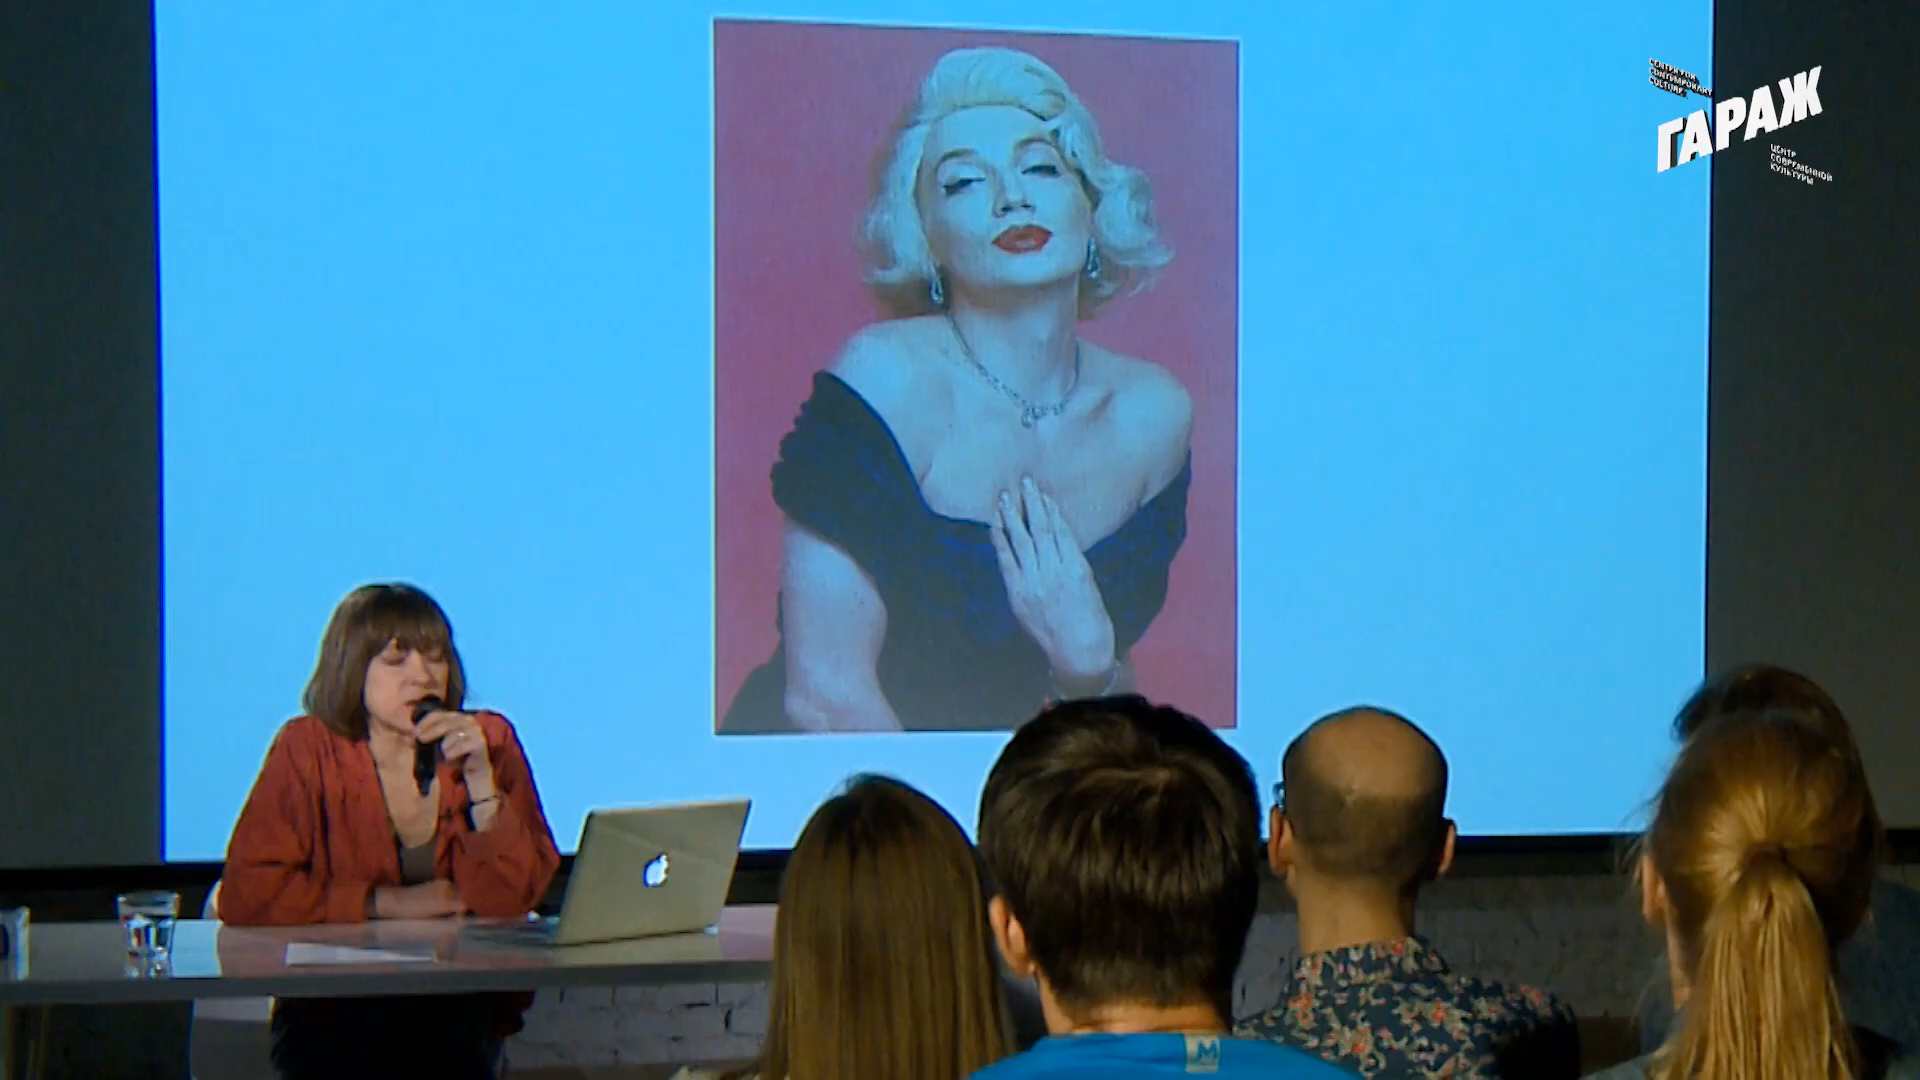 CENTER FOR
CONTEMPORARY
CULTURE
ГАРАЖ
ЦЕНТР
СОВРЕМЕННОЙ
КУЛЬТУРЫ
M